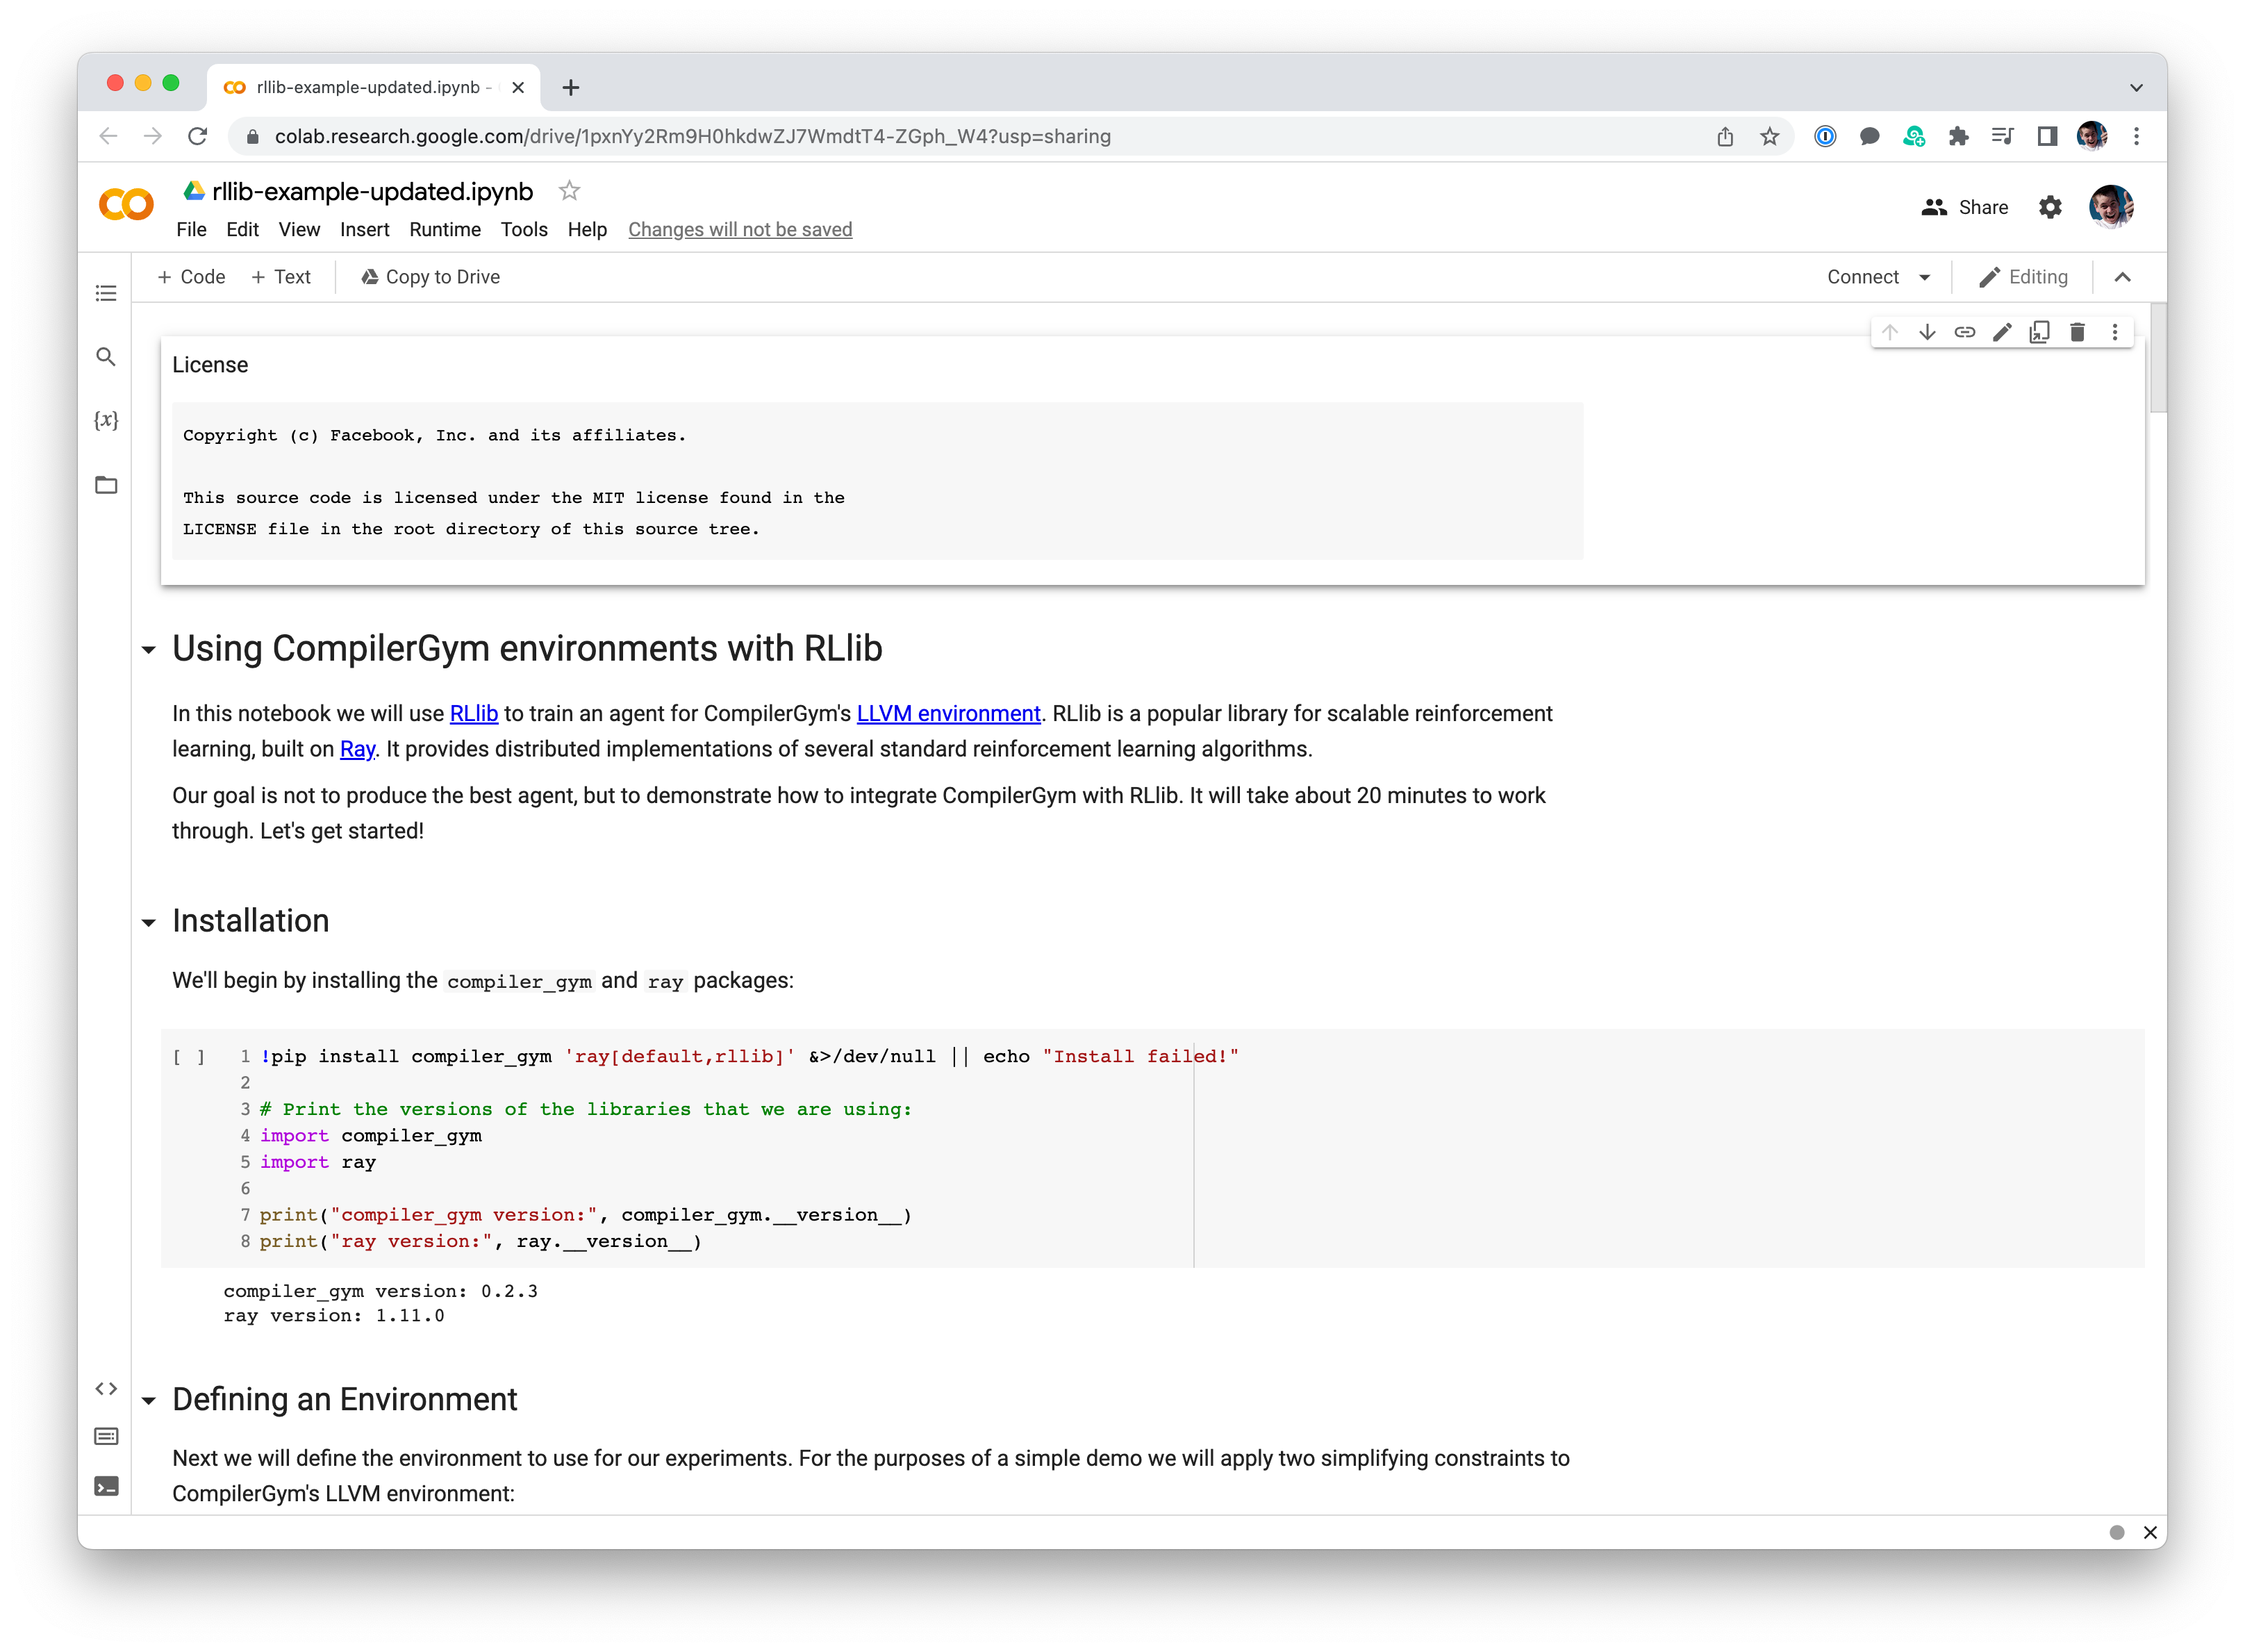 rllib-example-updated.ipynb -
colab.research.google.com/drive/1pxnYy2Rm9H0hkdwZJ7WmdtT4-ZGph_W4?usp=sharing
rllib-example-updated.ipynb
File Edit View Insert Runtime Tools Help Changes will not be saved
Share
+ Code + Text Copy to Drive
Connect Editing
License
Copyright (c) Facebook, Inc. and its affiliates.
This source code is licensed under the MIT license found in the
LICENSE file in the root directory of this source tree.
Using CompilerGym environments with RLlib
In this notebook we will use RLlib to train an agent for CompilerGym's LLVM environment. RLlib is a popular library for scalable reinforcement
learning, built on Ray. It provides distributed implementations of several standard reinforcement learning algorithms.
Our goal is not to produce the best agent, but to demonstrate how to integrate CompilerGym with RLlib. It will take about 20 minutes to work
through. Let's get started!
Installation
We'll begin by installing the compiler_gym and ray packages:
[ ] 1 !pip install compiler_gym 'ray[default,rllib]' &>/dev/null || echo "Install failed!"
2
3 # Print the versions of the libraries that we are using:
4 import compiler_gym
5 import ray
6
7 print("compiler_gym version:", compiler_gym.__version__)
8 print("ray version:", ray.__version__)
compiler_gym version: 0.2.3
ray version: 1.11.0
Defining an Environment
Next we will define the environment to use for our experiments. For the purposes of a simple demo we will apply two simplifying constraints to
CompilerGym's LLVM environment: